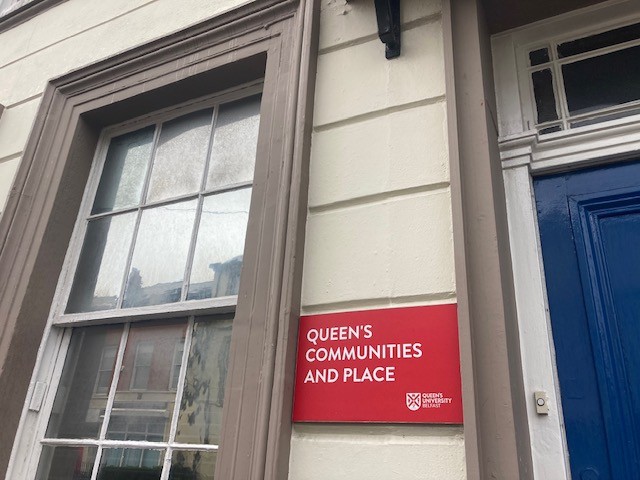 QUEEN'S
COMMUNITIES
AND PLACE
QUEEN'S
UNIVERSITY
BELFAST